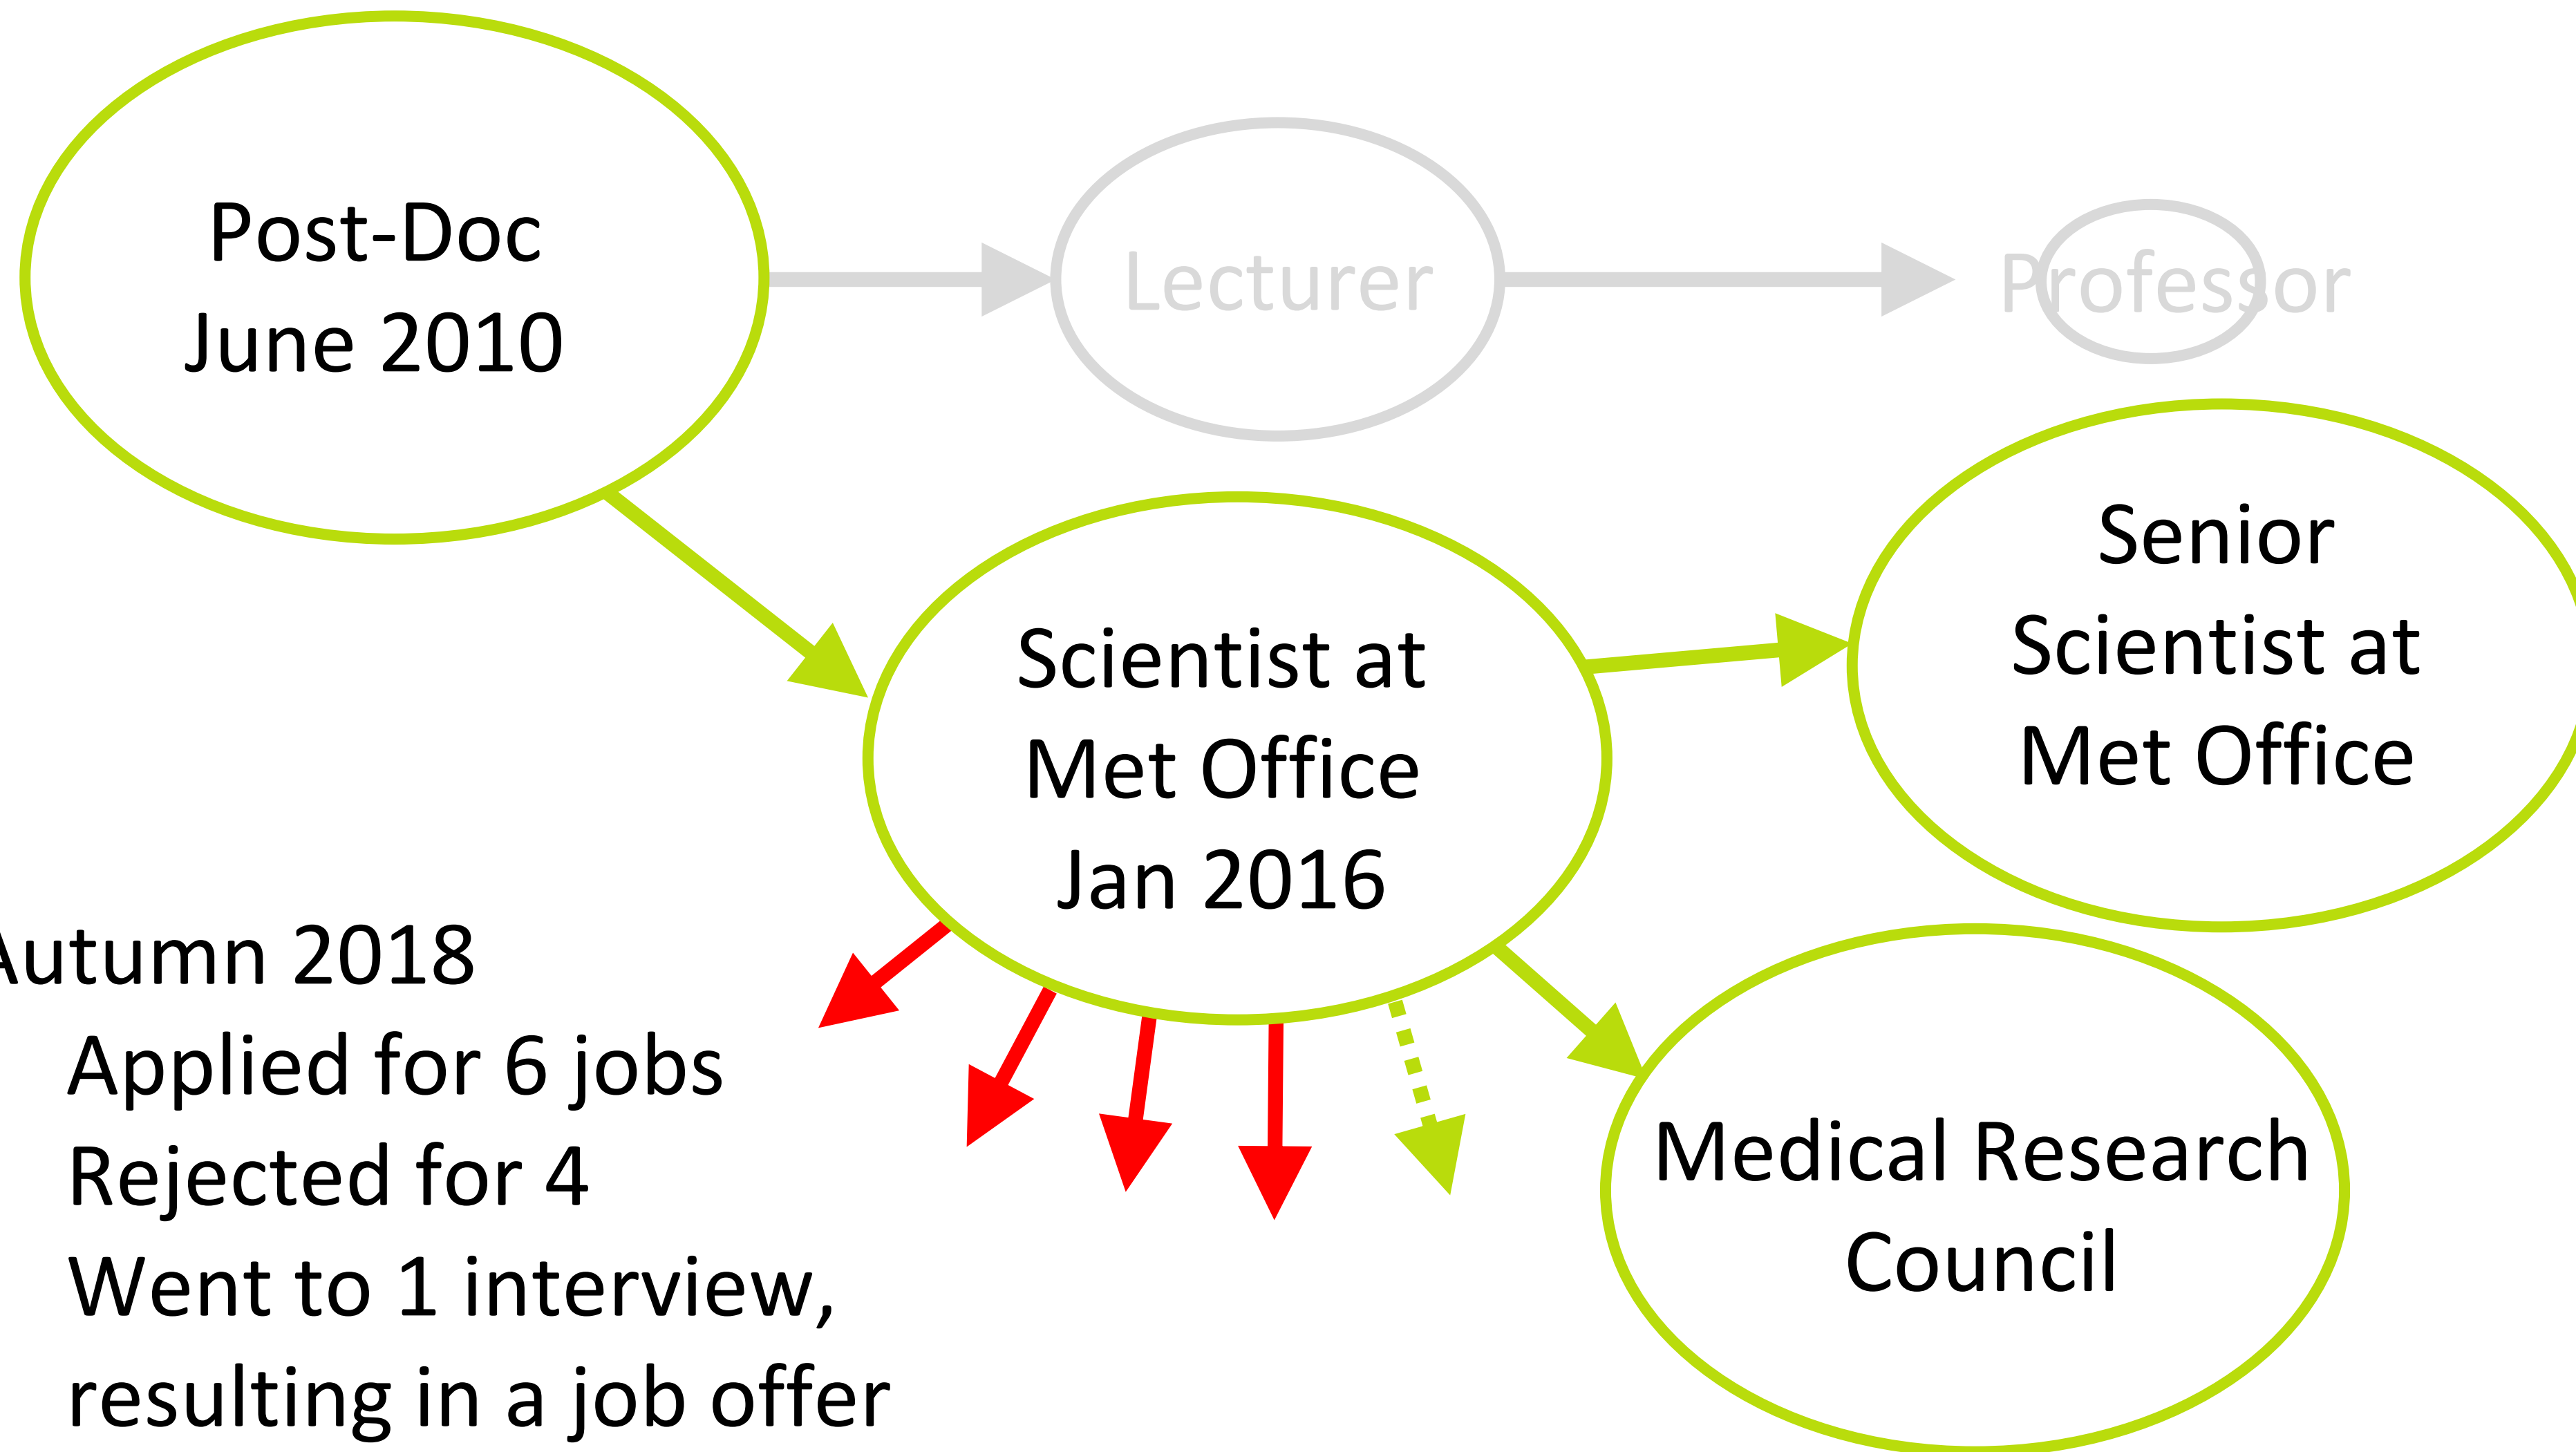 Post-Doc
June 2010
Lecturer
Professor
Scientist at
Met Office
Jan 2016
Senior
Scientist at
Met Office
Autumn 2018
Applied for 6 jobs
Rejected for 4
Went to 1 interview,
resulting in a job offer
Medical Research
Council